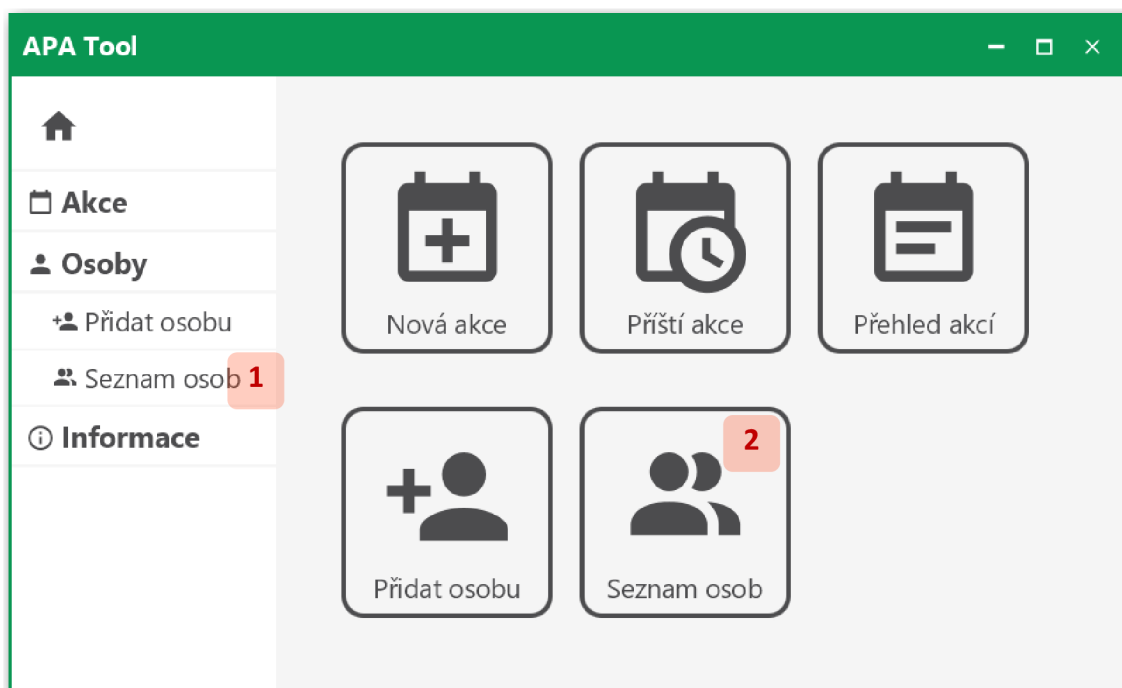 APA Tool
Akce
Osoby
Přidat osobu
Seznam osob 1
Informace
Nová akce
Příští akce
Přehled akcí
2
Přidat osobu
Seznam osob